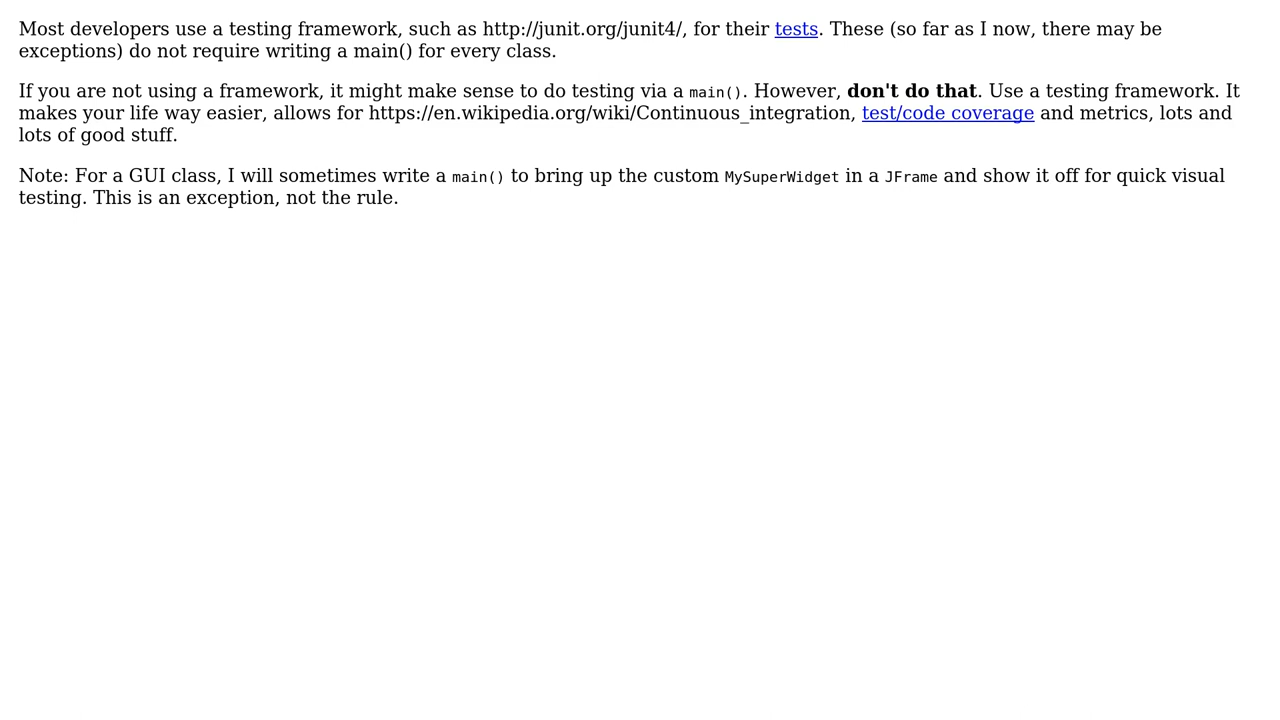 Most developers use a testing framework, such as http://junit.org/junit4/, for their tests. These (so far as I now, there may be
exceptions) do not require writing a main() for every class.
If you are not using a framework, it might make sense to do testing via a main(). However, don't do that. Use a testing framework. It
makes your life way easier, allows for https://en.wikipedia.org/wiki/Continuous_integration, test/code coverage and metrics, lots and
lots of good stuff.
Note: For a GUI class, I will sometimes write a main() to bring up the custom MySuperWidget in a JFrame and show it off for quick visual
testing. This is an exception, not the rule.